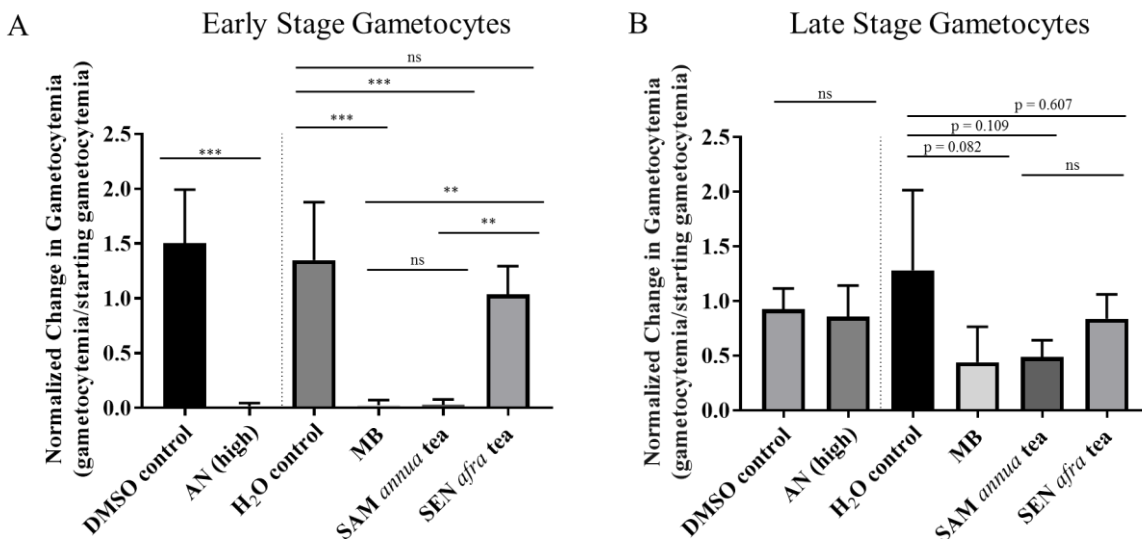 A
Early Stage Gametocytes
Normalized Change in Gametocytemia
(gametocytemia/starting gametocytemia)
ns
***
***
***
**
**
ns
2.5
2.0
1.5
1.0
0.5
0.0
DMSO control
AN (high)
H₂O control
MB
SAM annua tea
SEN afra tea
B
Late Stage Gametocytes
Normalized Change in Gametocytemia
(gametocytemia/starting gametocytemia)
ns
p = 0.607
p = 0.109
p = 0.082
ns
2.5
2.0
1.5
1.0
0.5
0.0
DMSO control
AN (high)
H₂O control
MB
SAM annua tea
SEN afra tea